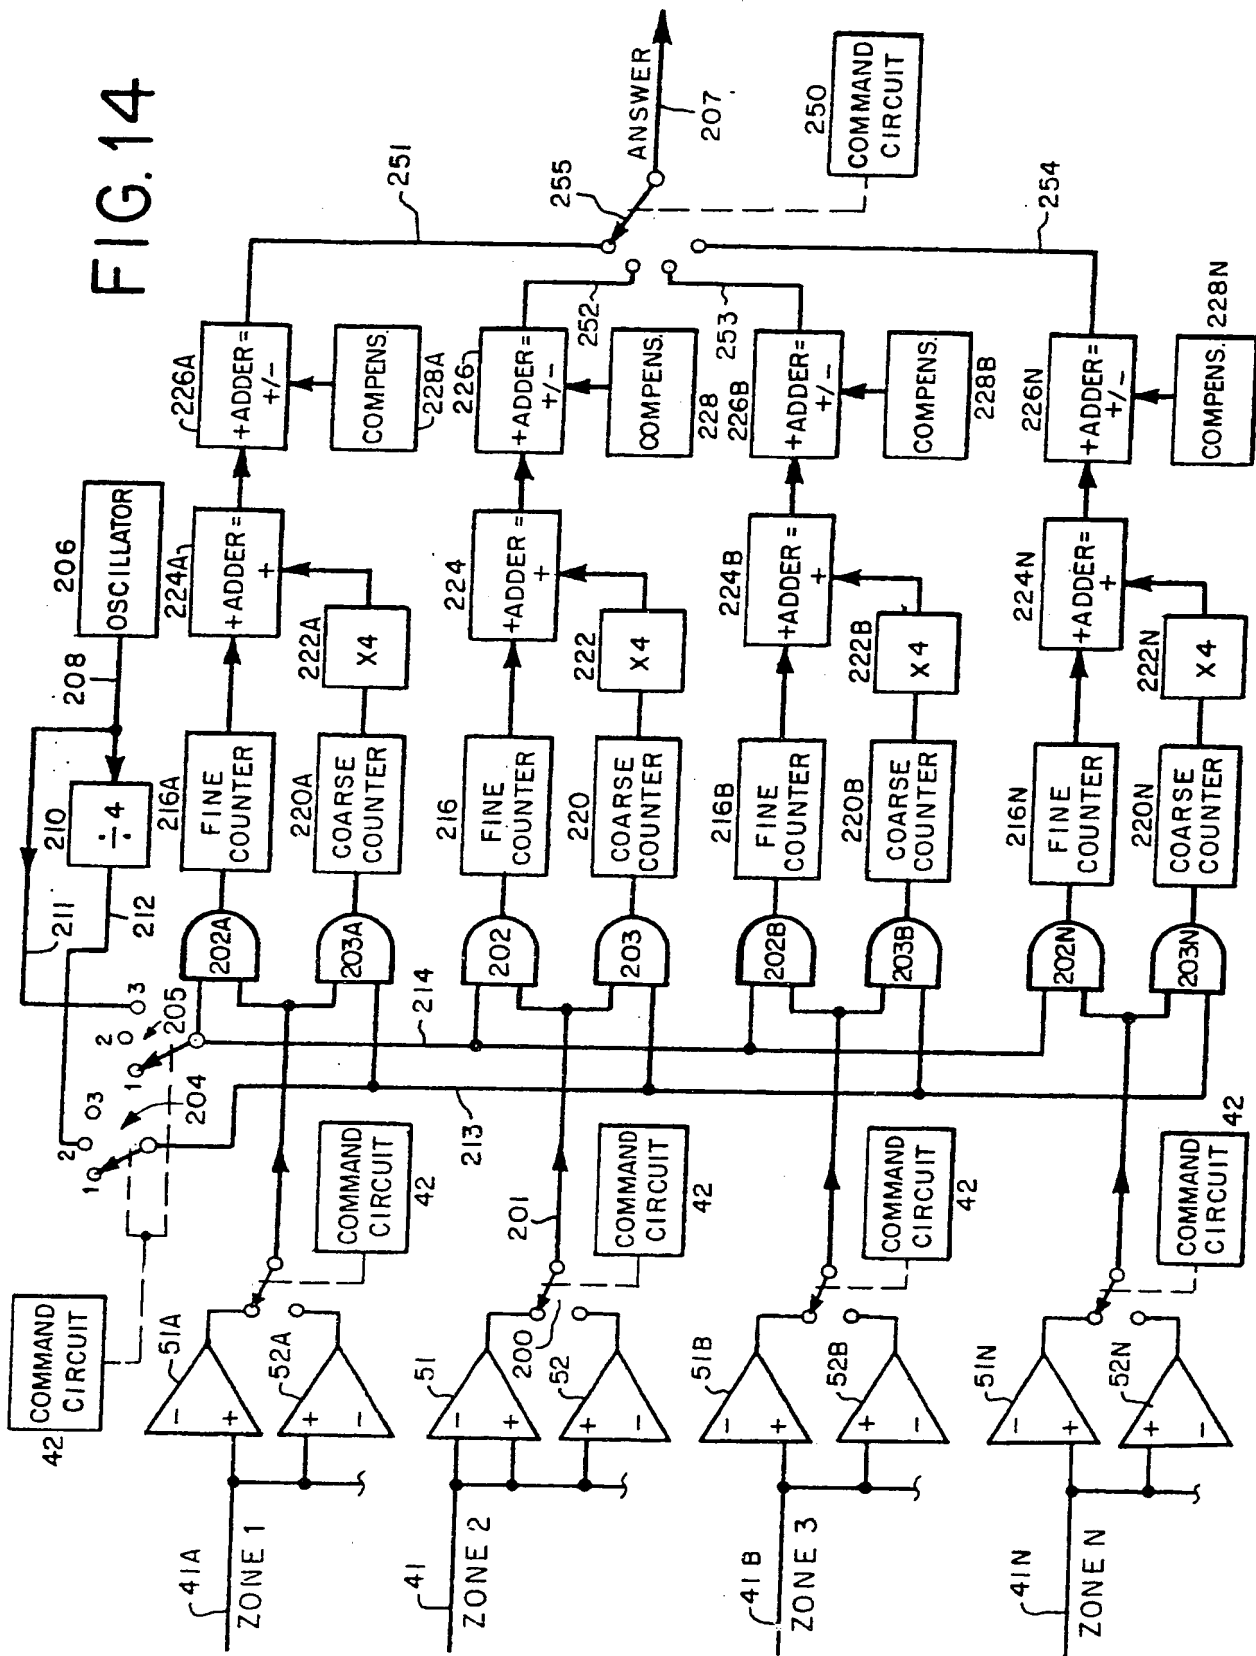 FIG. 14
42
COMMAND
CIRCUIT
1
2
03
204
1
2
3
205
211
212
210
÷4
208
206
OSCILLATOR
41A
ZONE 1
51A
-
+
52A
+
-
COMMAND
CIRCUIT
42
202A
203A
216A
FINE
COUNTER
220A
COARSE
COUNTER
222A
X4
224A
+ADDER=
+
226A
+ADDER=
+/-
COMPENS.
228A
251
213
214
41
ZONE 2
51
-
+
200
52
+
-
201
COMMAND
CIRCUIT
42
202
203
216
FINE
COUNTER
220
COARSE
COUNTER
222
X4
224
+ADDER=
+
226
+ADDER=
+/-
COMPENS.
228
252
255
ANSWER
207
250
COMMAND
CIRCUIT
41B
ZONE 3
51B
-
+
52B
+
-
COMMAND
CIRCUIT
42
202B
203B
216B
FINE
COUNTER
220B
COARSE
COUNTER
222B
X4
224B
+ADDER=
+
226B
+ADDER=
+/-
COMPENS.
228B
253
254
41N
ZONE N
51N
-
+
52N
+
-
COMMAND
CIRCUIT
42
202N
203N
216N
FINE
COUNTER
220N
COARSE
COUNTER
222N
X4
224N
+ADDER=
+
226N
+ADDER=
+/-
COMPENS.
228N